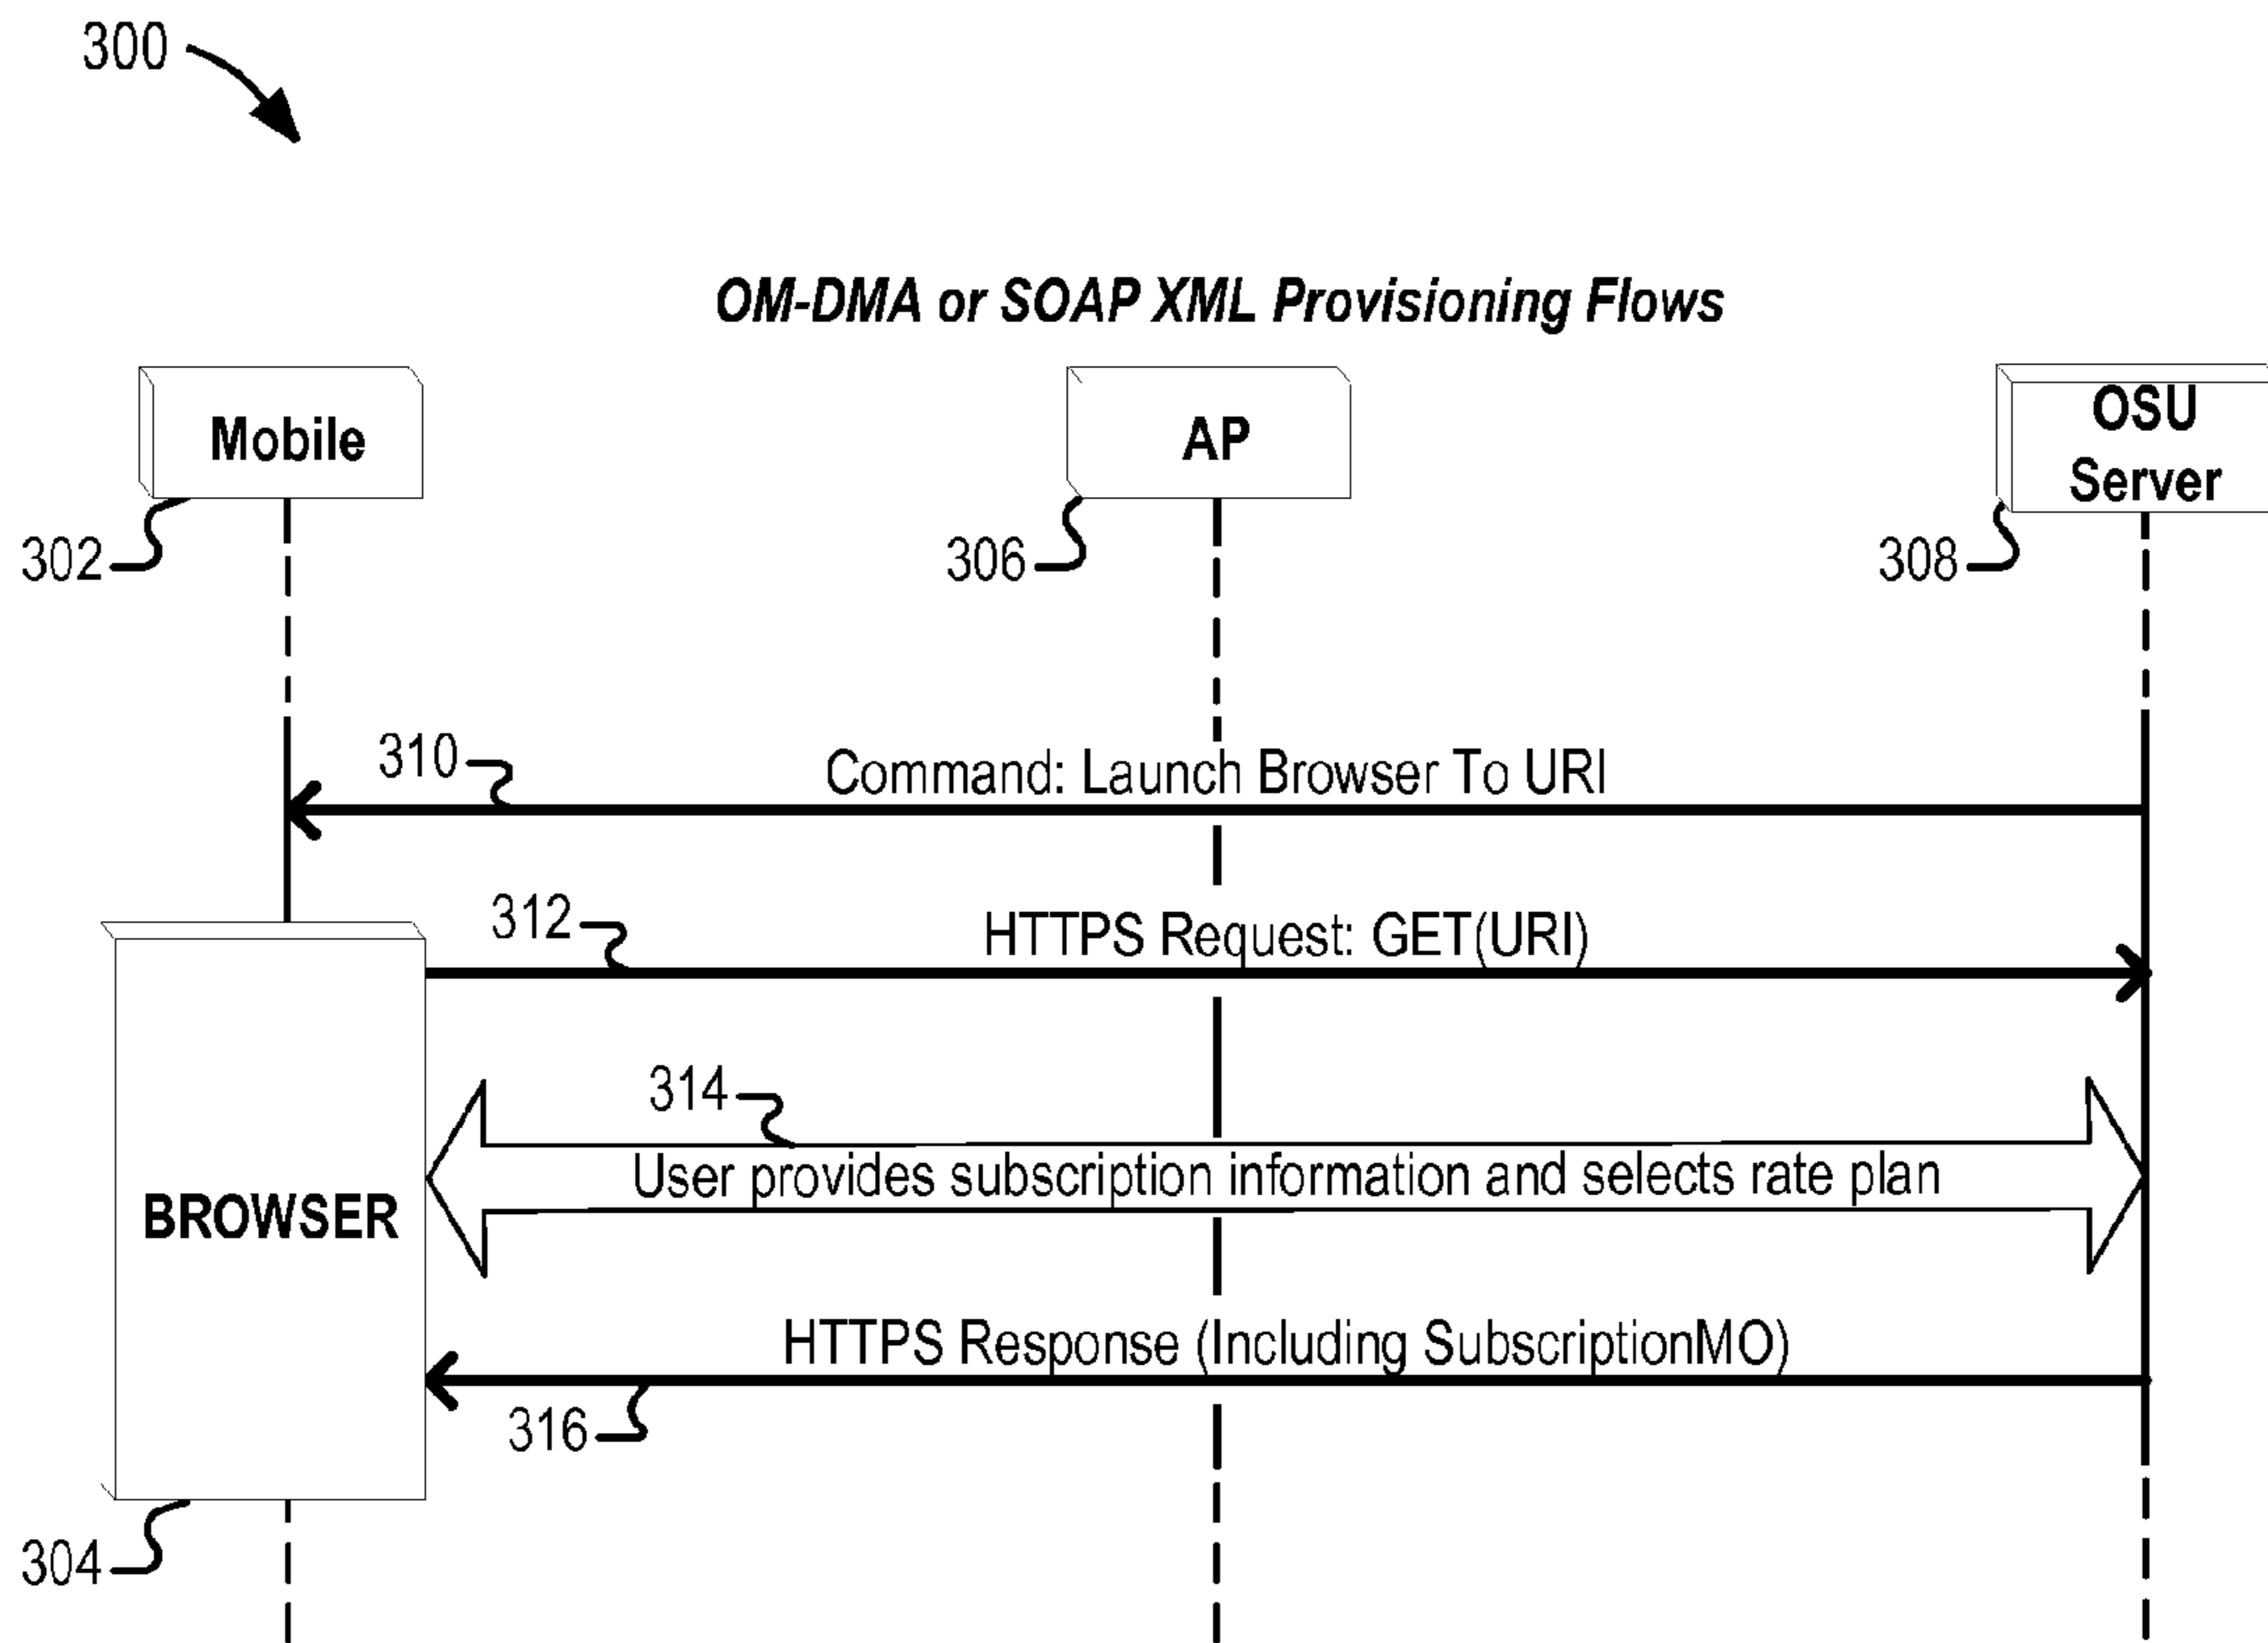 300
OM-DMA or SOAP XML Provisioning Flows
Mobile
AP
OSU
Server
302
306
308
310
Command: Launch Browser To URI
312
HTTPS Request: GET(URI)
314
User provides subscription information and selects rate plan
BROWSER
HTTPS Response (Including SubscriptionMO)
316
304